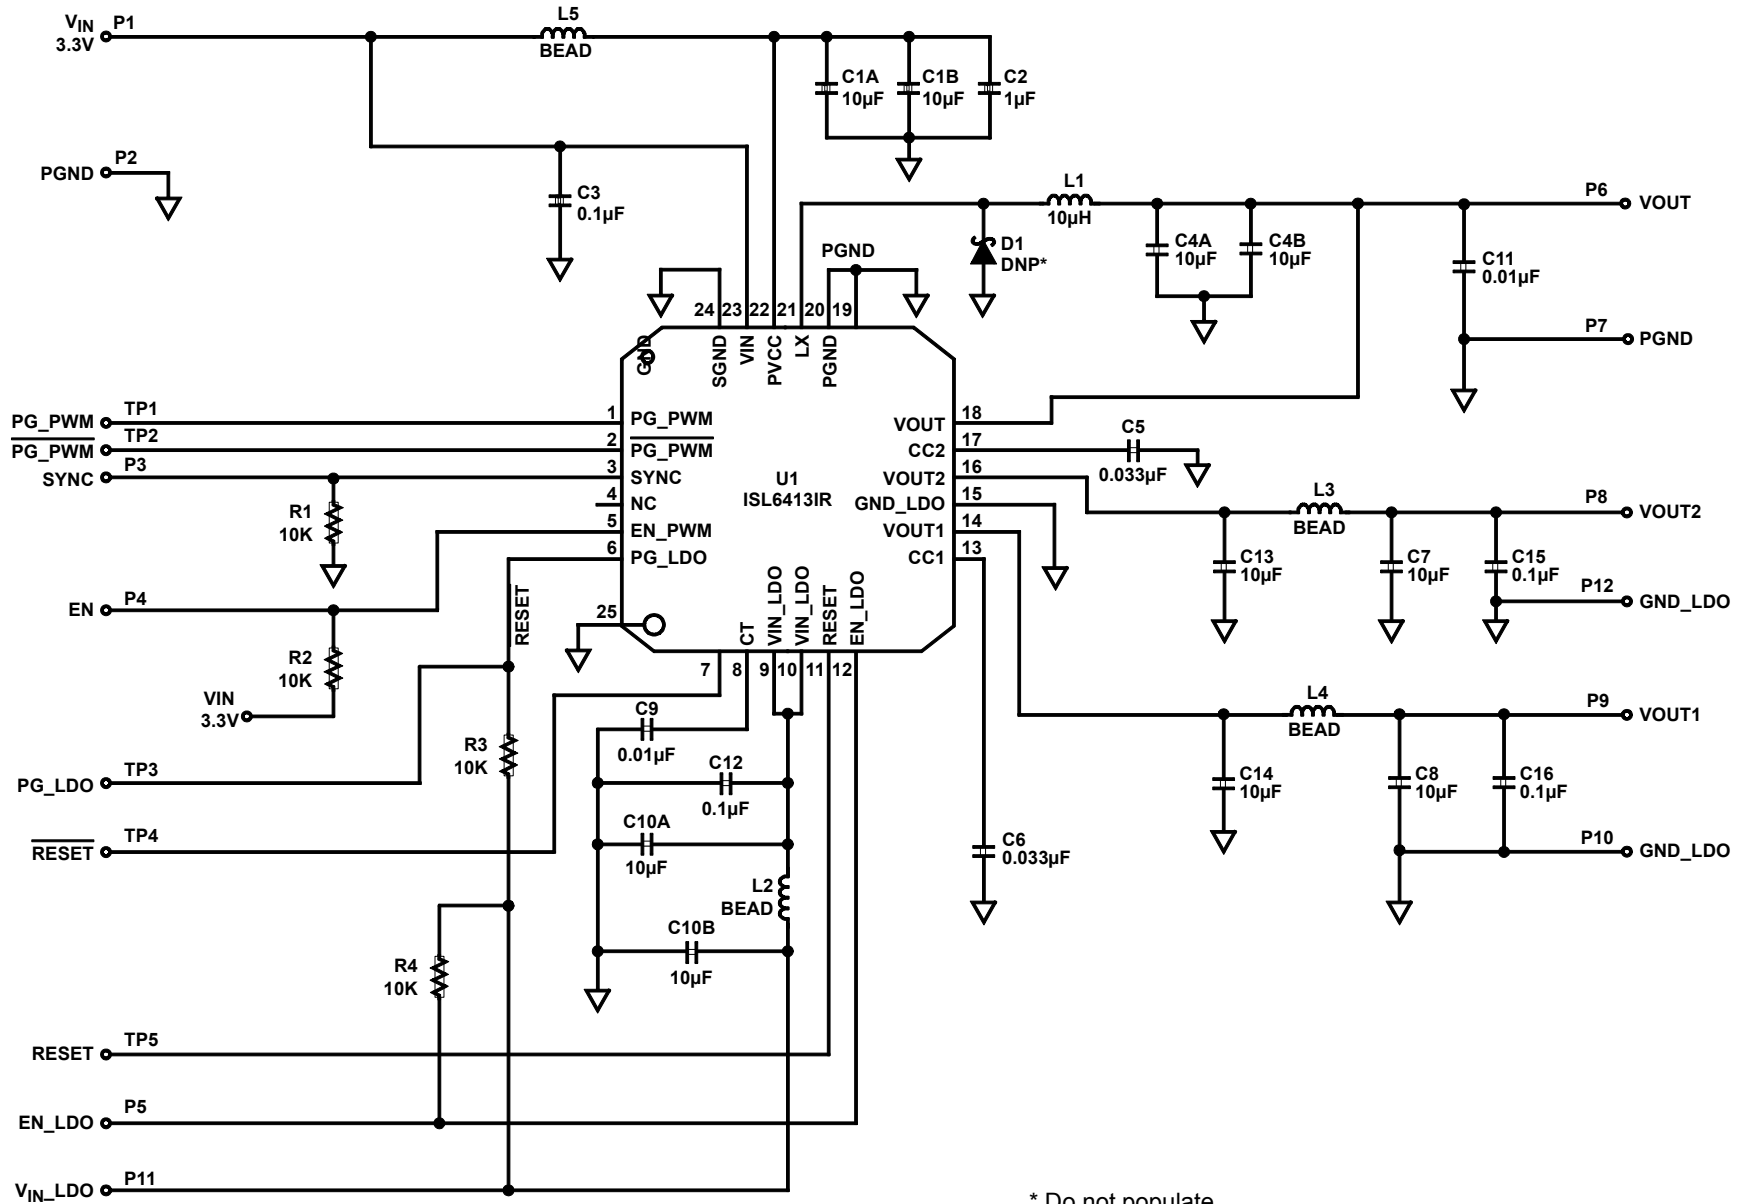 V_IN P1
3.3V
L5
BEAD
C1A
10µF
C1B
10µF
C2
1µF
PGND P2
C3
0.1µF
L1
10µH
P6 VOUT
D1
DNP*
C4A
10µF
C4B
10µF
C11
0.01µF
P7 PGND
PGND
24 23 22 21 20 19
GND
SGND
VIN
PVCC
LX
PGND
PG_PWM TP1
PG_PWM TP2
SYNC P3
1 PG_PWM
2 PG_PWM
3 SYNC
4 NC
5 EN_PWM
6 PG_LDO
25
U1
ISL6413IR
VOUT 18
CC2 17
VOUT2 16
GND_LDO 15
VOUT1 14
CC1 13
C5
0.033µF
R1
10K
L3
BEAD
P8 VOUT2
C13
10µF
C7
10µF
C15
0.1µF
P12 GND_LDO
EN P4
RESET
R2
10K
VIN
3.3V
CT
VIN_LDO
VIN_LDO
RESET
EN_LDO
7 8 9 10 11 12
L4
BEAD
P9 VOUT1
C9
0.01µF
R3
10K
C12
0.1µF
C14
10µF
C8
10µF
C16
0.1µF
PG_LDO TP3
C10A
10µF
RESET TP4
C6
0.033µF
P10 GND_LDO
L2
BEAD
C10B
10µF
R4
10K
RESET TP5
EN_LDO P5
V_IN_LDO P11
* Do not populate